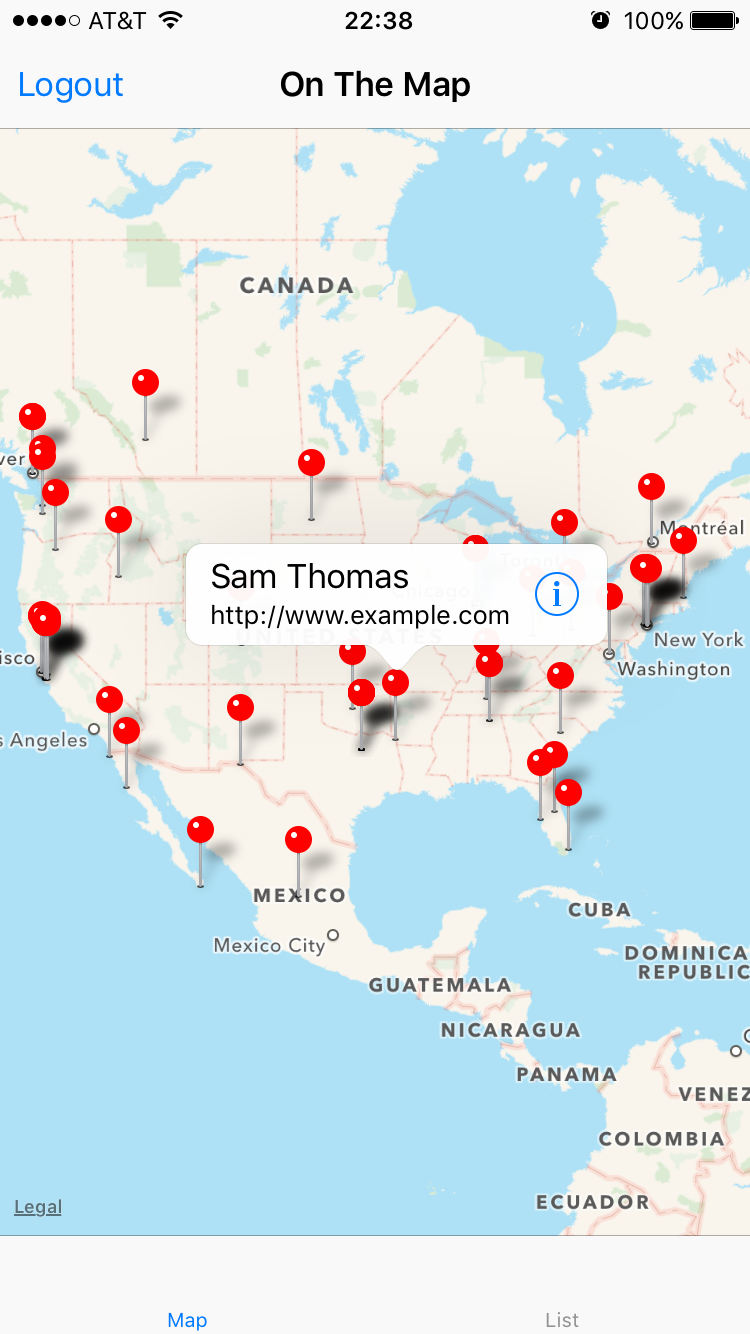 AT&T 22:38 100%
Logout On The Map
CANADA
ver
Montréal
Toronto
Sam Thomas
http://www.example.com
Chicago
UNITED STATES
New York
isco
Washington
s Angeles
MEXICO
CUBA
Mexico City
DOMINICA
REPUBLIC
GUATEMALA
NICARAGUA
PANAMA
VENEZ
COLOMBIA
ECUADOR
Legal
Map List